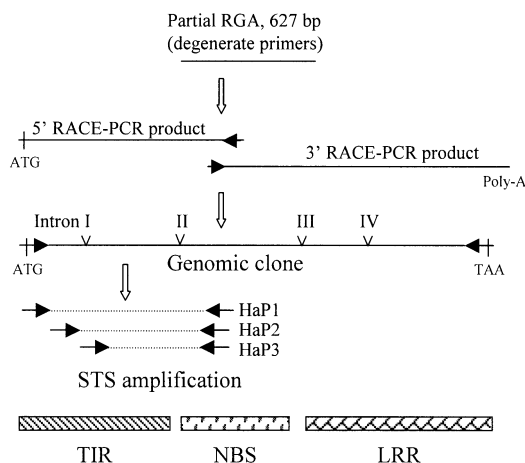 Partial RGA, 627 bp
(degenerate primers)
5' RACE-PCR product
ATG
3' RACE-PCR product
Poly-A
Intron I II III IV
ATG Genomic clone TAA
HaP1
HaP2
HaP3
STS amplification
TIR NBS LRR